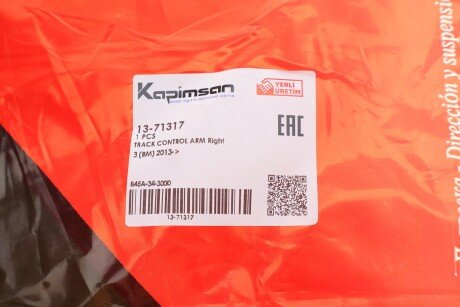 Kapimsan
YERLİ
ÜRETİM
13-71317
1 PCS
TRACK CONTROL ARM Right
3 (BM) 2013->
EAC
B45A-34-300D
13-71317
Dirección y suspensión